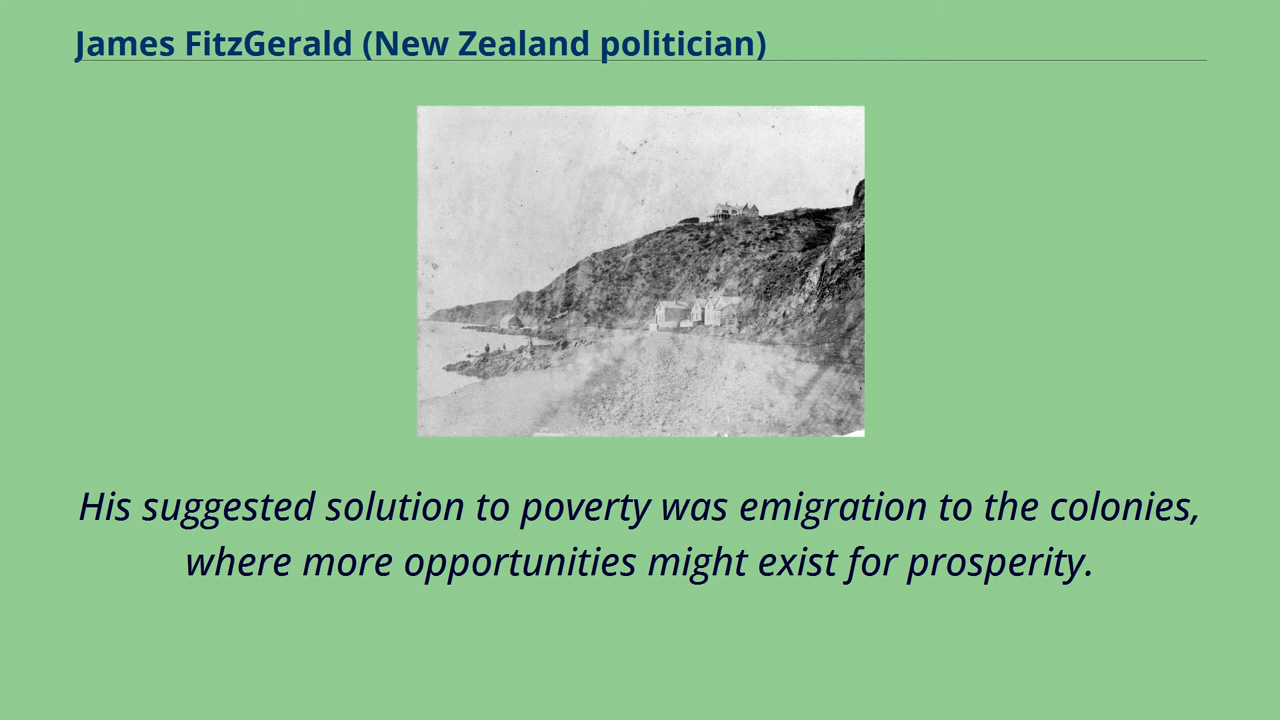 James FitzGerald (New Zealand politician)
His suggested solution to poverty was emigration to the colonies,
where more opportunities might exist for prosperity.